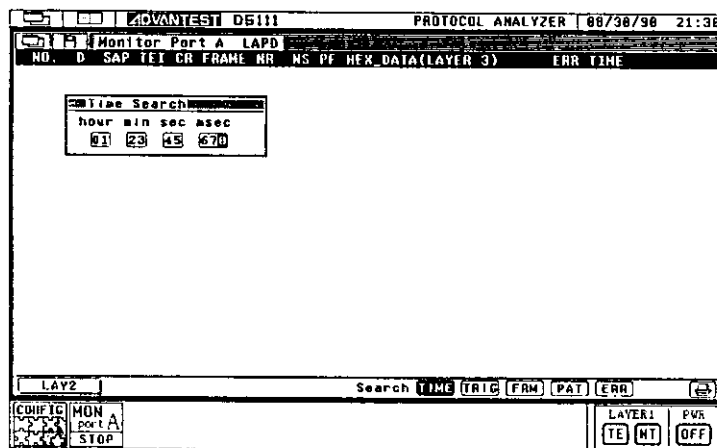 ADVANTEST D5111 PROTOCOL ANALYZER 08/30/90 21:30
Monitor Port A LAPD
NO. D SAP TEI CR FRAME NR NS PF HEX_DATA(LAYER 3) ERR TIME
Time Search
hour min sec msec
01 23 45 670
LAY2 Search TIME TRIG FRM PAT ERR
CONFIG MON LAYER1 PWR
port A
STOP TE NT OFF